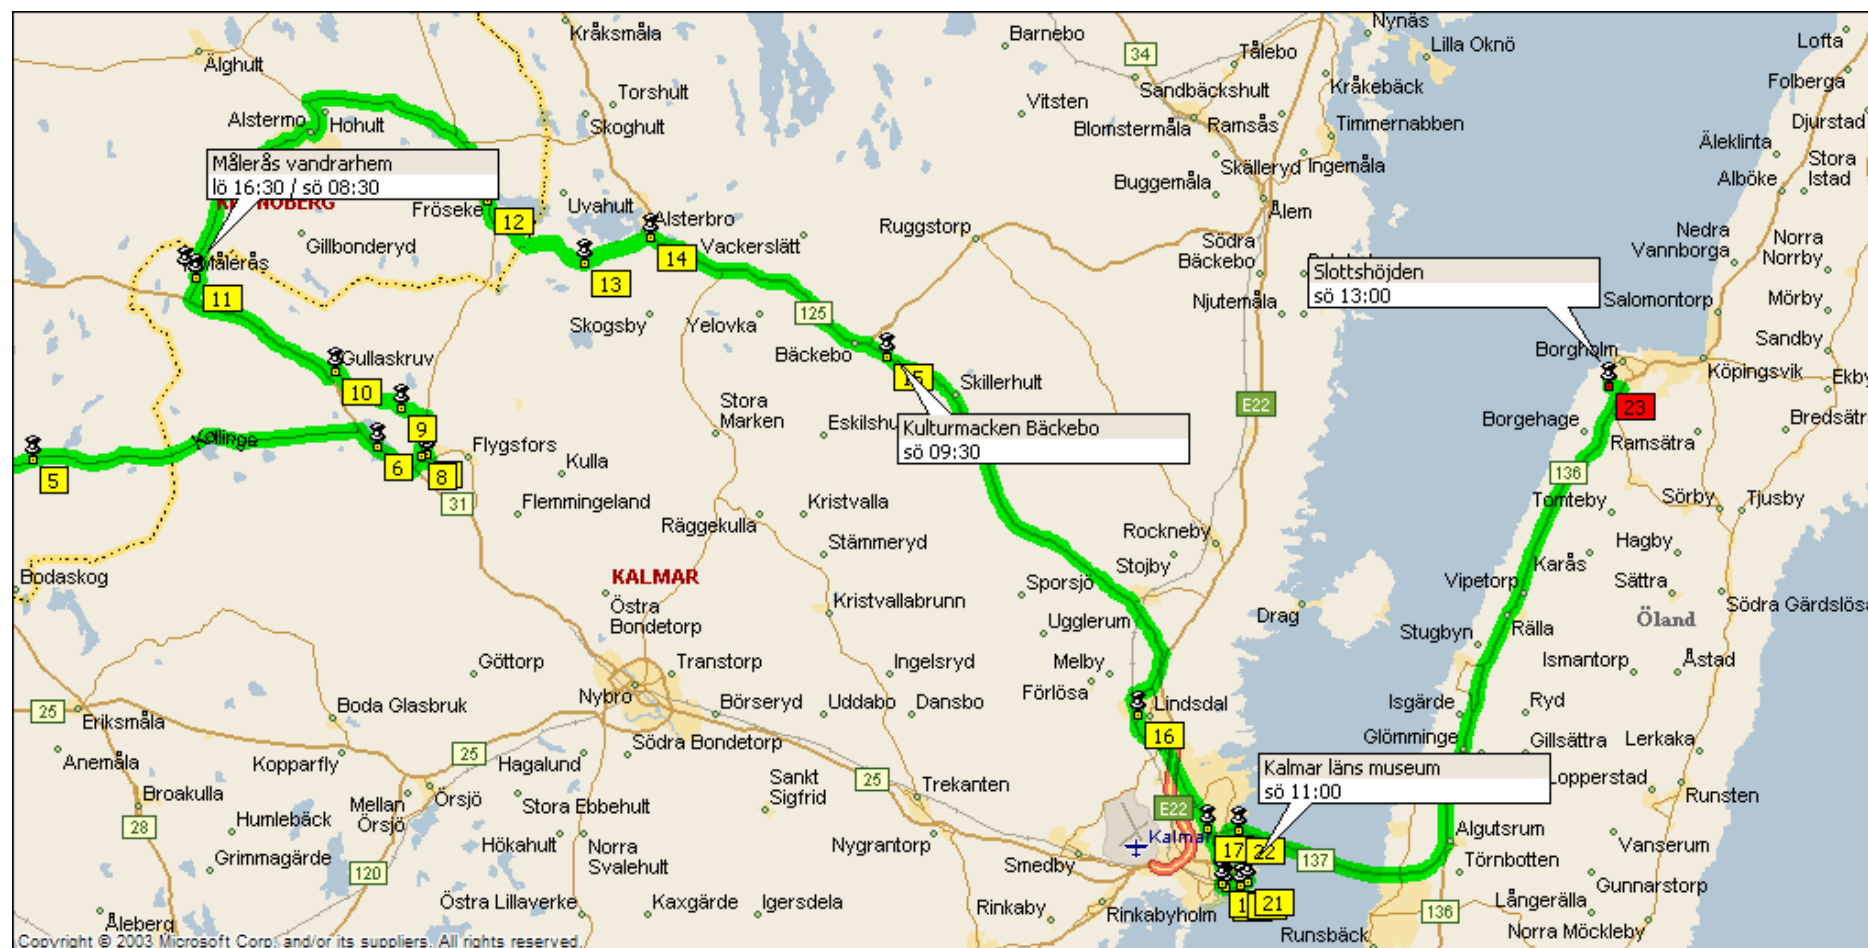 Nynäs
Kråksmåla
Barnebo
Lilla Oknö
Lofta
34
Tålebo
Älghult
Folberga
Kråkebäck
Torshult
Sandbäckshult
Vitsten
Alstermo
Hohult
Skoghult
Blomstermåla
Ramsås
Timmernabben
Djurstad
Äleklinta
Målerås vandrarhem
lö 16:30 / sö 08:30
Skälleryd
Ingemåla
Stora
Istad
Buggemåla
Alböke
Fröseke
Uvahult
Ålem
12
Alsterbro
Ruggstorp
Gillbonderyd
Vackerslätt
Södra
Bäckebo
Nedra
Vannborga
Norra
Norrby
Målerås
14
Slottshöjden
sö 13:00
13
11
Njutemåla
Salomontorp
Mörby
125
Skogsby
Yelovka
Sandby
Gullaskruv
Bäckebo
Borgholm
Köpingsvik
10
15
Skillerhult
Ekby
E22
23
Stora
Marken
Kulturmacken Bäckebo
sö 09:30
Borgehage
Bredsätra
9
Flygsfors
Ramsätra
5
6
8
Kulla
136
31
Flemmingeland
Kristvalla
Tomteby
Sörby
Tjusby
Räggekulla
Rockneby
Stämmeryd
Stojby
Hagby
Karås
Bodaskog
KALMAR
Sporsjö
Vipetorp
Sättra
Östra
Bondetorp
Kristvallabrunn
Södra Gärdslösa
Drag
Ugglerum
Stugbyn
Rälla
Öland
Göttorp
Transtorp
Ingelsryd
Melby
Ismantorp
Åstad
Nybro
Förlösa
Boda Glasbruk
Börseryd
Uddabo
Dansbo
Lindsdal
Isgärde
Ryd
25
Eriksmåla
16
Glömminge
Gillsättra
Lerkaka
Anemåla
Kopparfly
25
Hagalund
Södra Bondetorp
Kalmar läns museum
sö 11:00
Lopperstad
Broakulla
Mellan
Örsjö
Örsjö
Stora Ebbehult
Sankt
Sigfrid
25
Trekanten
Runsten
E22
28
Humlebäck
Hökahult
Norra
Svalehult
Nygrantorp
Kalmar
Algutsrum
Vanserum
Grimmagärde
Smedby
17
22
137
Törnbotten
120
Gunnarstorp
Långerälla
Östra Lillaverke
Kaxgärde
Igersdela
Rinkaby
Rinkabyholm
21
136
Åleberg
Runsbäck
Norra Möckleby
Copyright © 2003 Microsoft Corp. and/or its suppliers. All rights reserved.